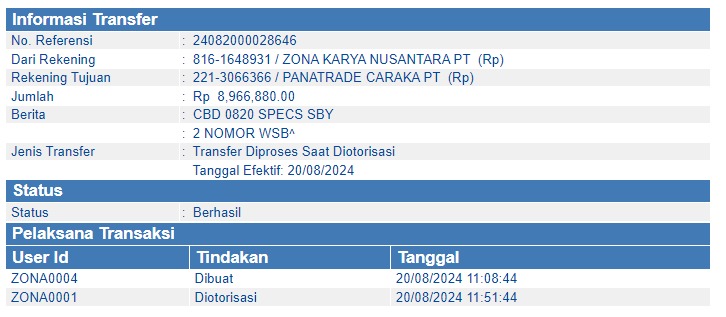 Informasi Transfer
No. Referensi : 24082000028646
Dari Rekening : 816-1648931 / ZONA KARYA NUSANTARA PT (Rp)
Rekening Tujuan : 221-3066366 / PANATRADE CARAKA PT (Rp)
Jumlah : Rp 8,966,880.00
Berita : CBD 0820 SPECS SBY
: 2 NOMOR WSB^
Jenis Transfer : Transfer Diproses Saat Diotorisasi
Tanggal Efektif: 20/08/2024
Status
Status : Berhasil
Pelaksana Transaksi
User Id Tindakan Tanggal
ZONA0004 Dibuat 20/08/2024 11:08:44
ZONA0001 Diotorisasi 20/08/2024 11:51:44